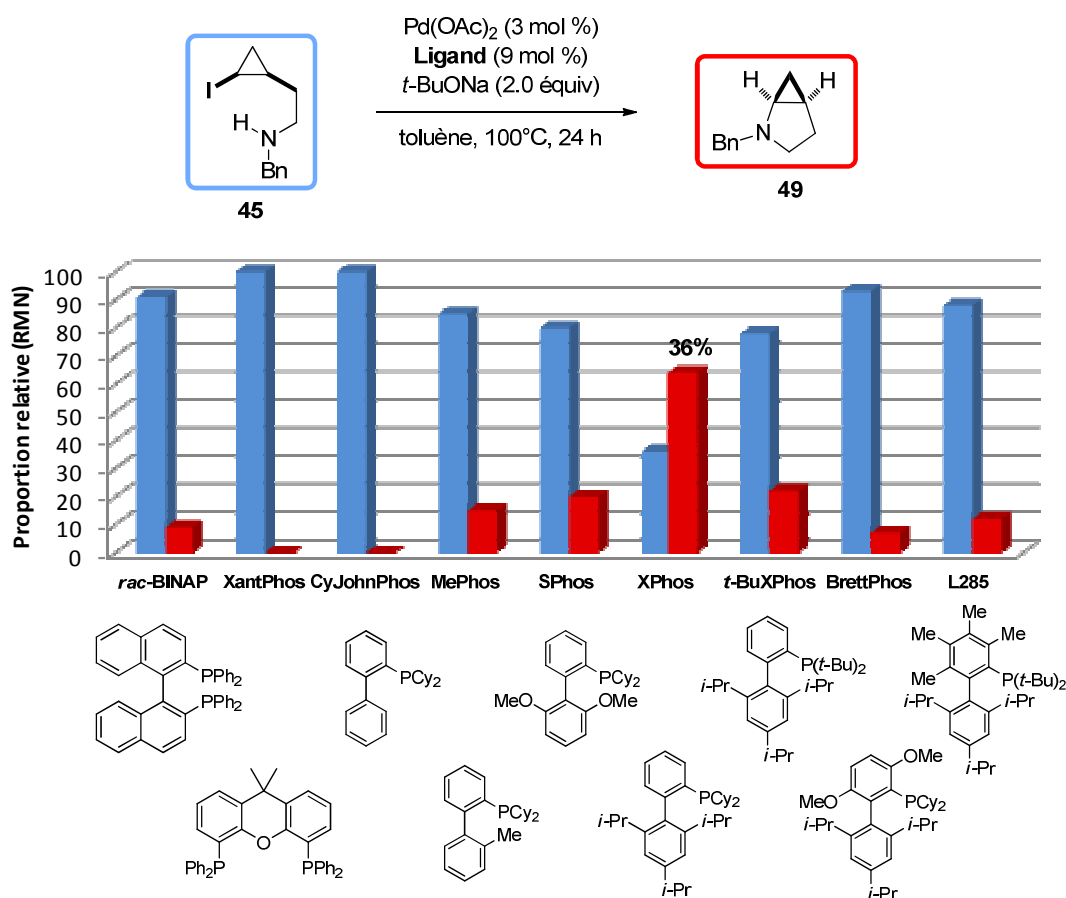 Pd(OAc)2 (3 mol %)
Ligand (9 mol %)
t-BuONa (2.0 équiv)
toluène, 100°C, 24 h
I
H
N
Bn
45
H
H
N
Bn
49
Proportion relative (RMN)
100
90
80
70
60
50
40
30
20
10
0
36%
rac-BINAP XantPhos CyJohnPhos MePhos SPhos XPhos t-BuXPhos BrettPhos L285
PPh2
PPh2
PCy2
PCy2
MeO
OMe
P(t-Bu)2
i-Pr
i-Pr
i-Pr
Me
Me
Me
Me
P(t-Bu)2
i-Pr
i-Pr
i-Pr
O
PPh2
PPh2
PCy2
Me
PCy2
i-Pr
i-Pr
i-Pr
OMe
MeO
PCy2
i-Pr
i-Pr
i-Pr